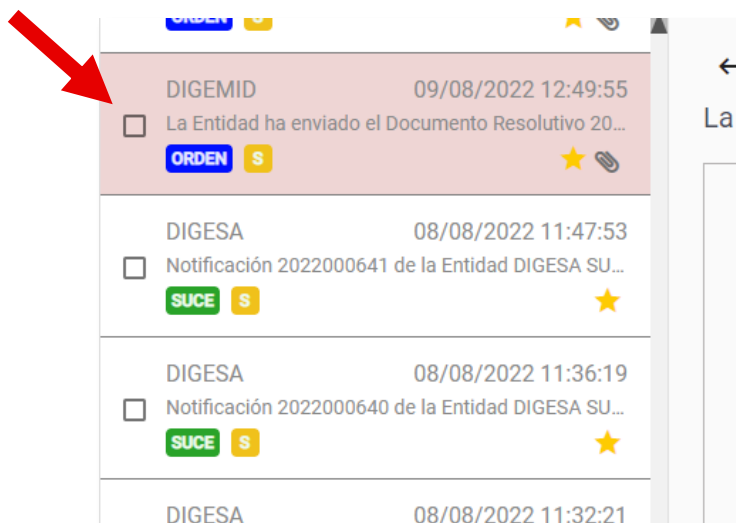 ORDEN S
DIGEMID 09/08/2022 12:49:55
La Entidad ha enviado el Documento Resolutivo 20...
ORDEN S
DIGESA 08/08/2022 11:47:53
Notificación 2022000641 de la Entidad DIGESA SU...
SUCE S
DIGESA 08/08/2022 11:36:19
Notificación 2022000640 de la Entidad DIGESA SU...
SUCE S
DIGESA 08/08/2022 11:32:21
La